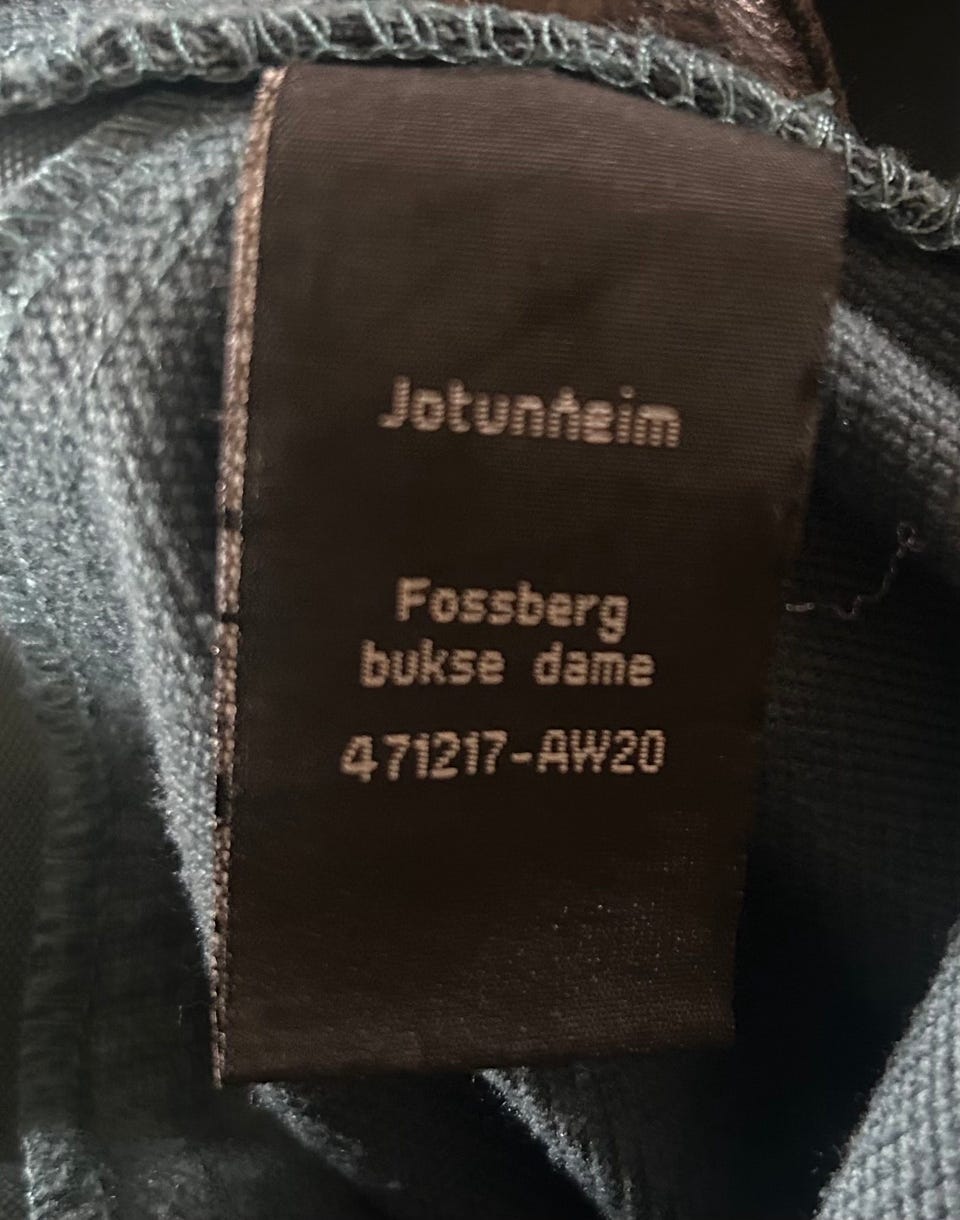 Jotunheim
Fossberg
bukse dame
471217-AW20